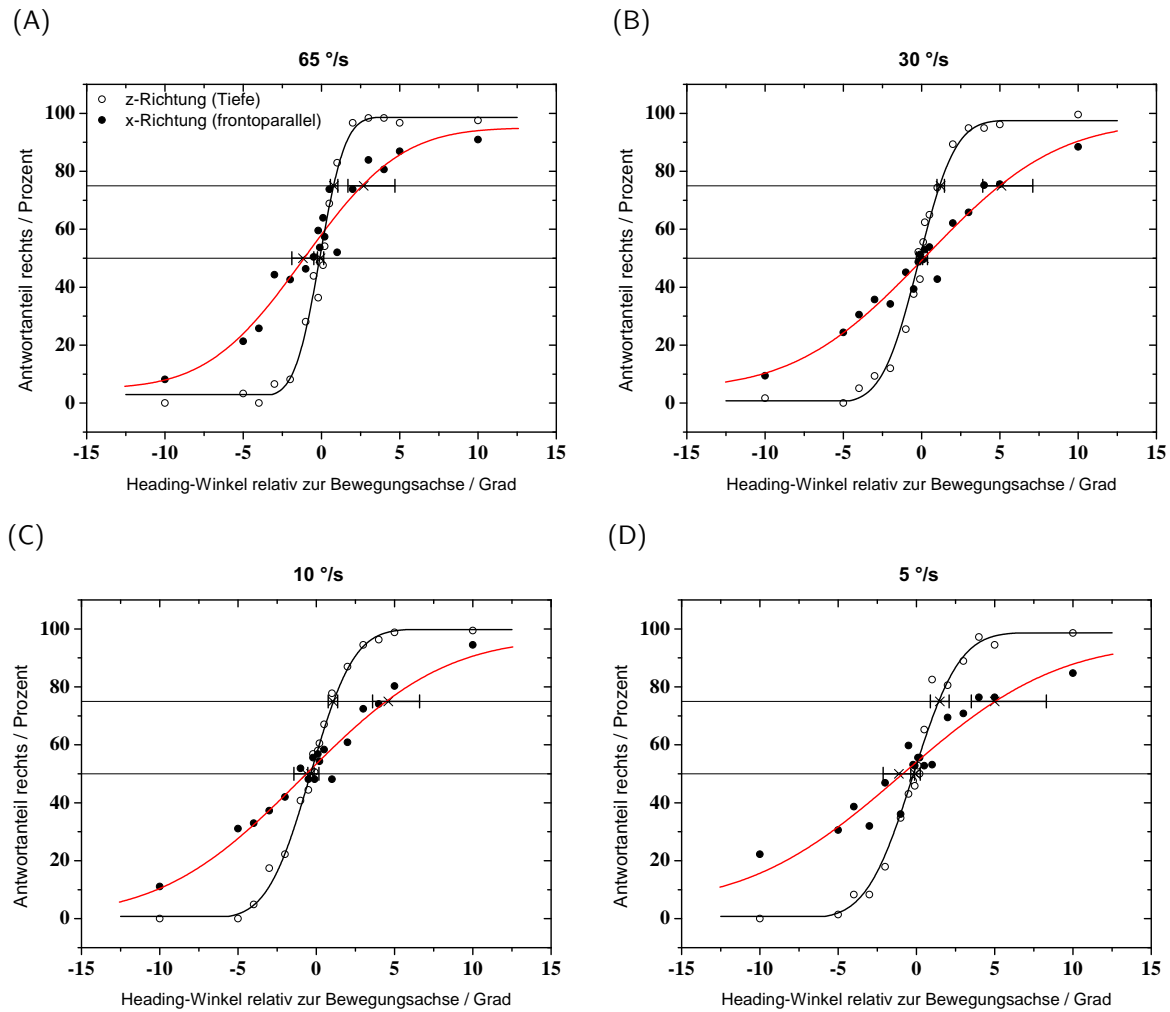 (A)
65 °/s
z-Richtung (Tiefe)
x-Richtung (frontoparallel)
Antwortanteil rechts / Prozent
100
80
60
40
20
0
-15
-10
-5
0
5
10
15
Heading-Winkel relativ zur Bewegungsachse / Grad
(B)
30 °/s
Antwortanteil rechts / Prozent
100
80
60
40
20
0
-15
-10
-5
0
5
10
15
Heading-Winkel relativ zur Bewegungsachse / Grad
(C)
10 °/s
Antwortanteil rechts / Prozent
100
80
60
40
20
0
-15
-10
-5
0
5
10
15
Heading-Winkel relativ zur Bewegungsachse / Grad
(D)
5 °/s
Antwortanteil rechts / Prozent
100
80
60
40
20
0
-15
-10
-5
0
5
10
15
Heading-Winkel relativ zur Bewegungsachse / Grad